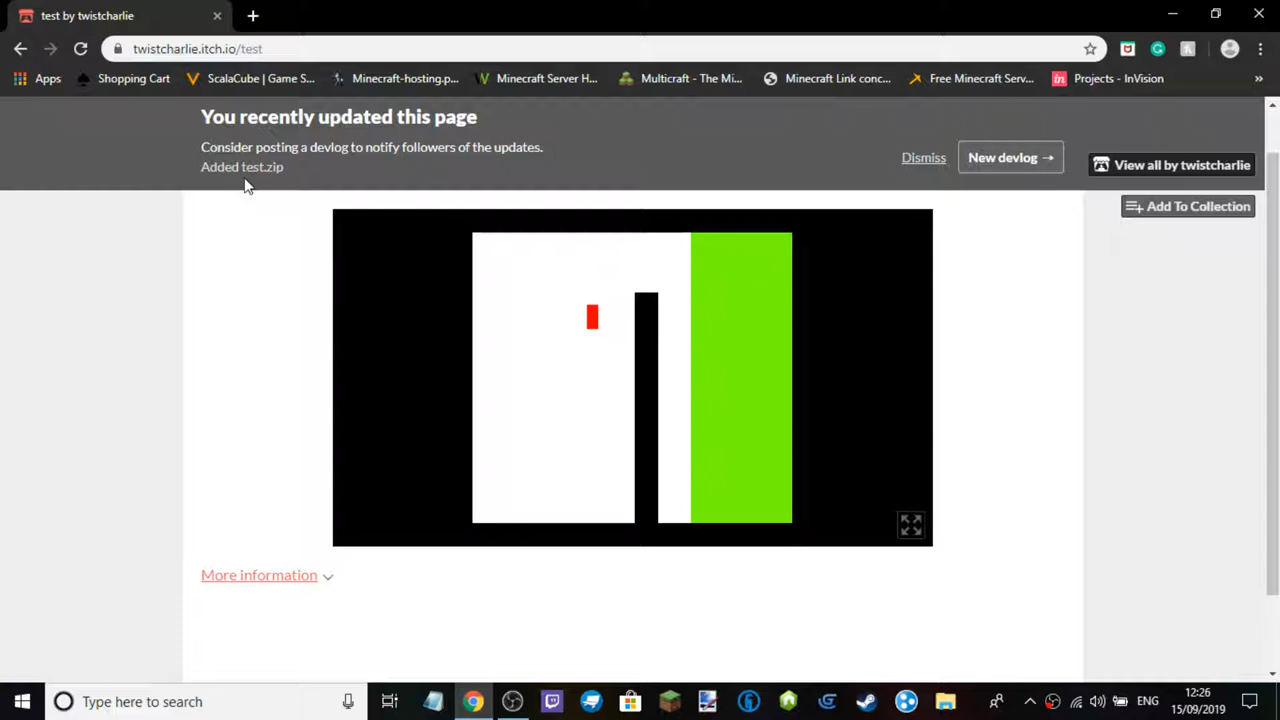 test by twistcharlie
twistcharlie.itch.io/test
Apps
Shopping Cart
ScalaCube | Game S...
Minecraft-hosting.p...
Minecraft Server H...
Multicraft - The Mi...
Minecraft Link conc...
Free Minecraft Serv...
Projects - InVision
»
You recently updated this page
Consider posting a devlog to notify followers of the updates.
Added test.zip
Dismiss
New devlog →
View all by twistcharlie
Add To Collection
More information
Type here to search
ENG
12:26
15/09/2019